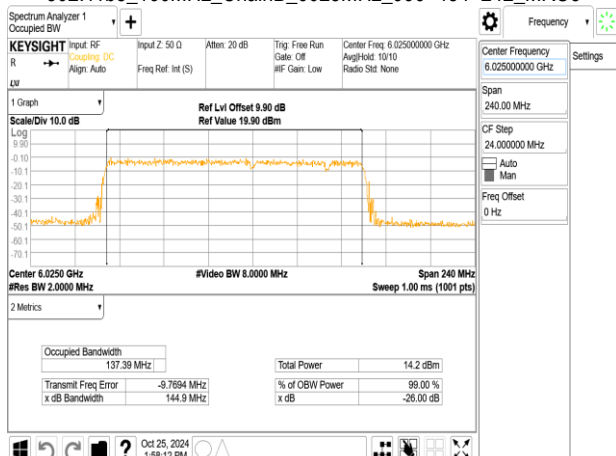 Spectrum Analyzer 1
Occupied BW
Frequency
Settings
KEYSIGHT
R
LXI
Input: RF
Coupling: DC
Align: Auto
Input Z: 50 Ω
Freq Ref: Int (S)
Atten: 20 dB
Trig: Free Run
Gate: Off
#IF Gain: Low
Center Freq: 6.025000000 GHz
Avg|Hold: 10/10
Radio Std: None
Center Frequency
6.025000000 GHz
Span
240.00 MHz
CF Step
24.000000 MHz
Auto
Man
Freq Offset
0 Hz
1 Graph
Scale/Div 10.0 dB
Ref Lvl Offset 9.90 dB
Ref Value 19.90 dBm
Log
9.90
-0.10
-10.1
-20.1
-30.1
-40.1
-50.1
-60.1
-70.1
Center 6.0250 GHz
#Res BW 2.0000 MHz
#Video BW 8.0000 MHz
Span 240 MHz
Sweep 1.00 ms (1001 pts)
2 Metrics
Occupied Bandwidth
137.39 MHz
Total Power
14.2 dBm
Transmit Freq Error
-9.7694 MHz
% of OBW Power
99.00 %
x dB Bandwidth
144.9 MHz
x dB
-26.00 dB
?
Oct 25, 2024
1:58:12 PM